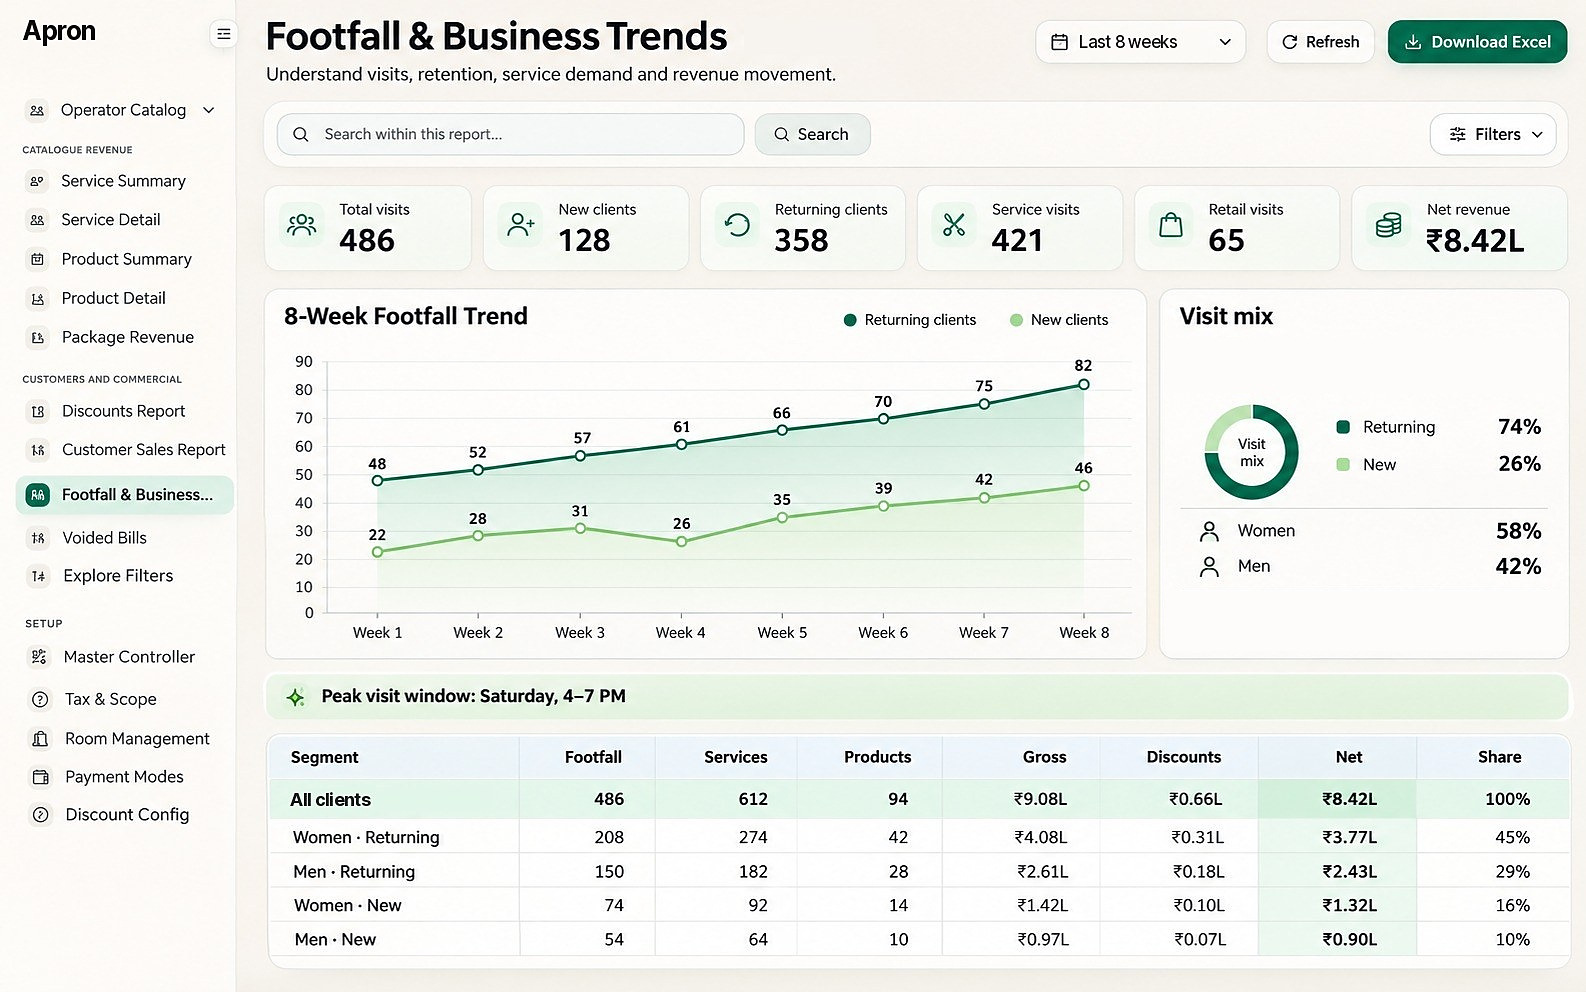 Apron
Operator Catalog
CATALOGUE REVENUE
Service Summary
Service Detail
Product Summary
Product Detail
Package Revenue
CUSTOMERS AND COMMERCIAL
Discounts Report
Customer Sales Report
Footfall & Business...
Voided Bills
Explore Filters
SETUP
Master Controller
Tax & Scope
Room Management
Payment Modes
Discount Config
Footfall & Business Trends
Understand visits, retention, service demand and revenue movement.
Last 8 weeks
Refresh
Download Excel
Search within this report...
Search
Filters
Total visits
486
New clients
128
Returning clients
358
Service visits
421
Retail visits
65
Net revenue
₹8.42L
8-Week Footfall Trend
Returning clients
New clients
90
80
70
60
50
40
30
20
10
0
48
52
57
61
66
70
75
82
22
28
31
26
35
39
42
46
Week 1
Week 2
Week 3
Week 4
Week 5
Week 6
Week 7
Week 8
Visit mix
Visit
mix
Returning 74%
New 26%
Women 58%
Men 42%
Peak visit window: Saturday, 4–7 PM
Segment Footfall Services Products Gross Discounts Net Share
All clients 486 612 94 ₹9.08L ₹0.66L ₹8.42L 100%
Women · Returning 208 274 42 ₹4.08L ₹0.31L ₹3.77L 45%
Men · Returning 150 182 28 ₹2.61L ₹0.18L ₹2.43L 29%
Women · New 74 92 14 ₹1.42L ₹0.10L ₹1.32L 16%
Men · New 54 64 10 ₹0.97L ₹0.07L ₹0.90L 10%